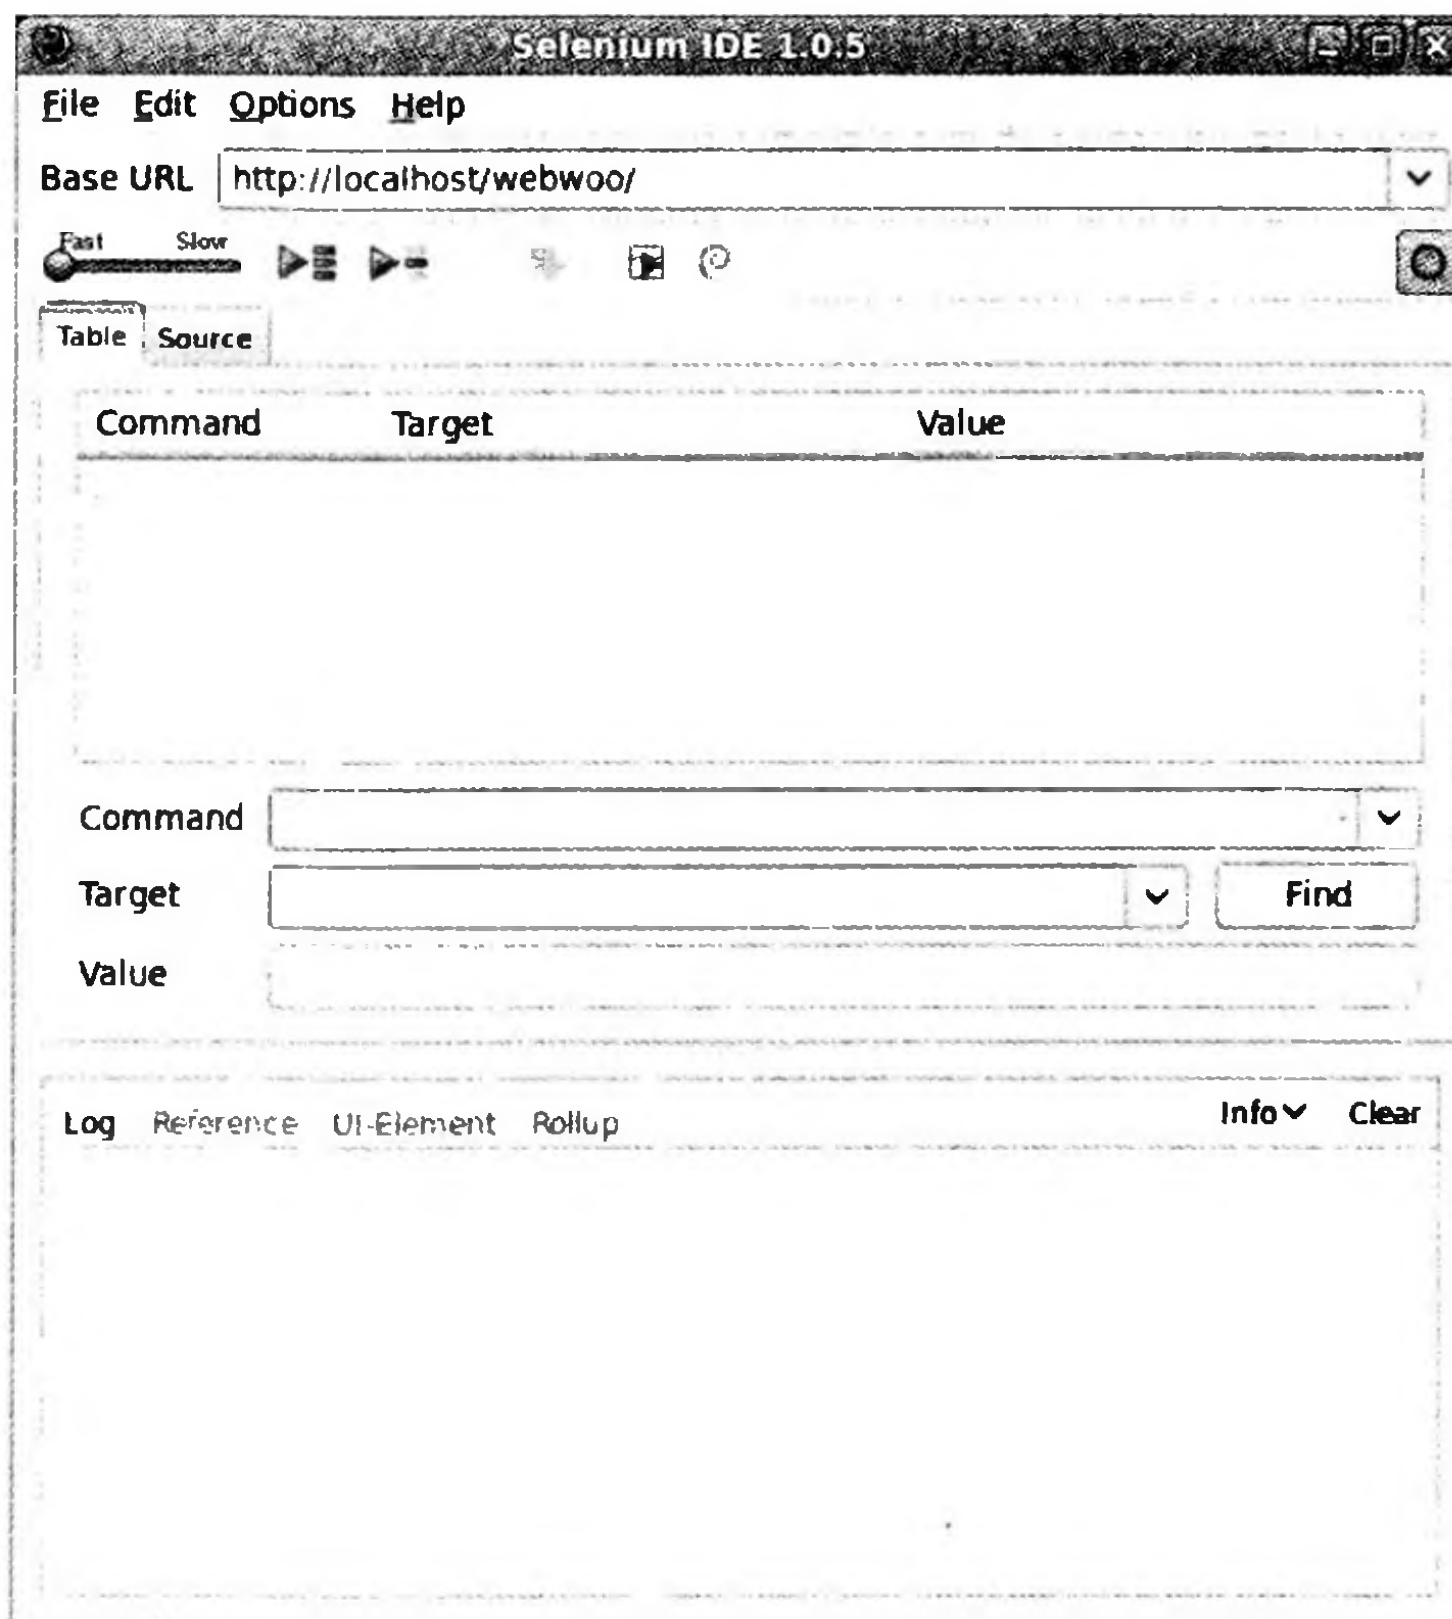 Selenium IDE 1.0.5
File Edit Options Help
Base URL http://localhost/webwoo/
Fast Slow
Table Source
Command Target Value
Command
Target Find
Value
Log Reference UI-Element Rollup Info Clear